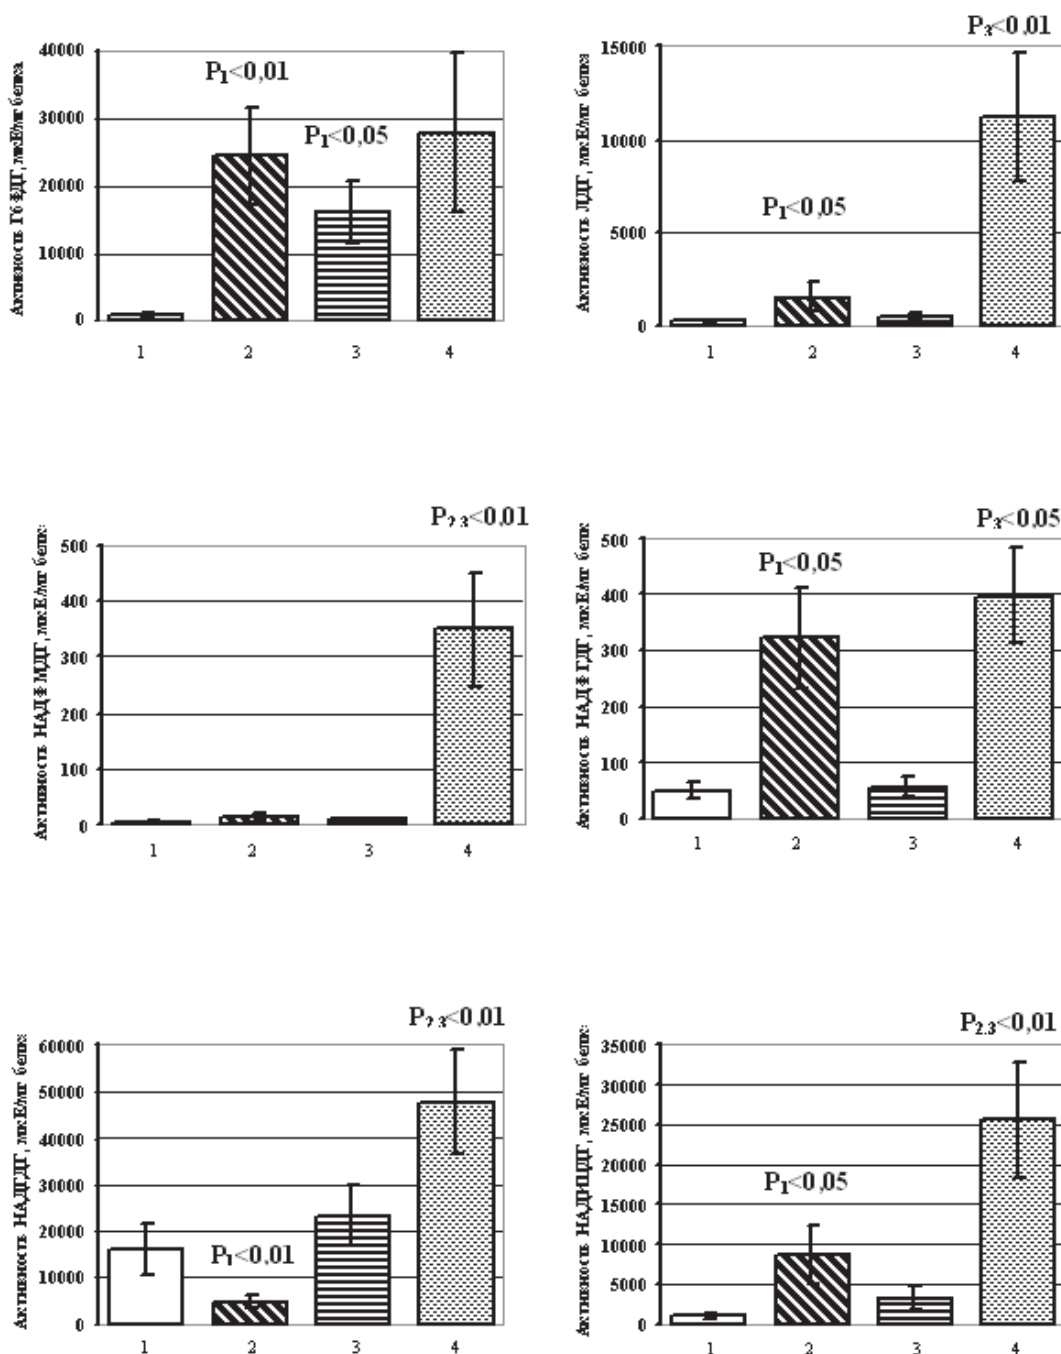 Активность Г6ФДГ, мкЕ/мг белка
40000
30000
20000
10000
0
P₁<0,01
P₁<0,05
1 2 3 4
Активность ЛДГ, мкЕ/мг белка
15000
10000
5000
0
P₁<0,05
P₃<0,01
1 2 3 4
Активность НАДФМДГ, мкЕ/мг белка
500
400
300
200
100
0
P₂,₃<0,01
1 2 3 4
Активность НАДФГДГ, мкЕ/мг белка
500
400
300
200
100
0
P₁<0,05
P₃<0,05
1 2 3 4
Активность НАДГДГ, мкЕ/мг белка
60000
50000
40000
30000
20000
10000
0
P₁<0,01
P₂,₃<0,01
1 2 3 4
Активность НАДИЦДГ, мкЕ/мг белка
35000
30000
25000
20000
15000
10000
5000
0
P₁<0,05
P₂,₃<0,01
1 2 3 4